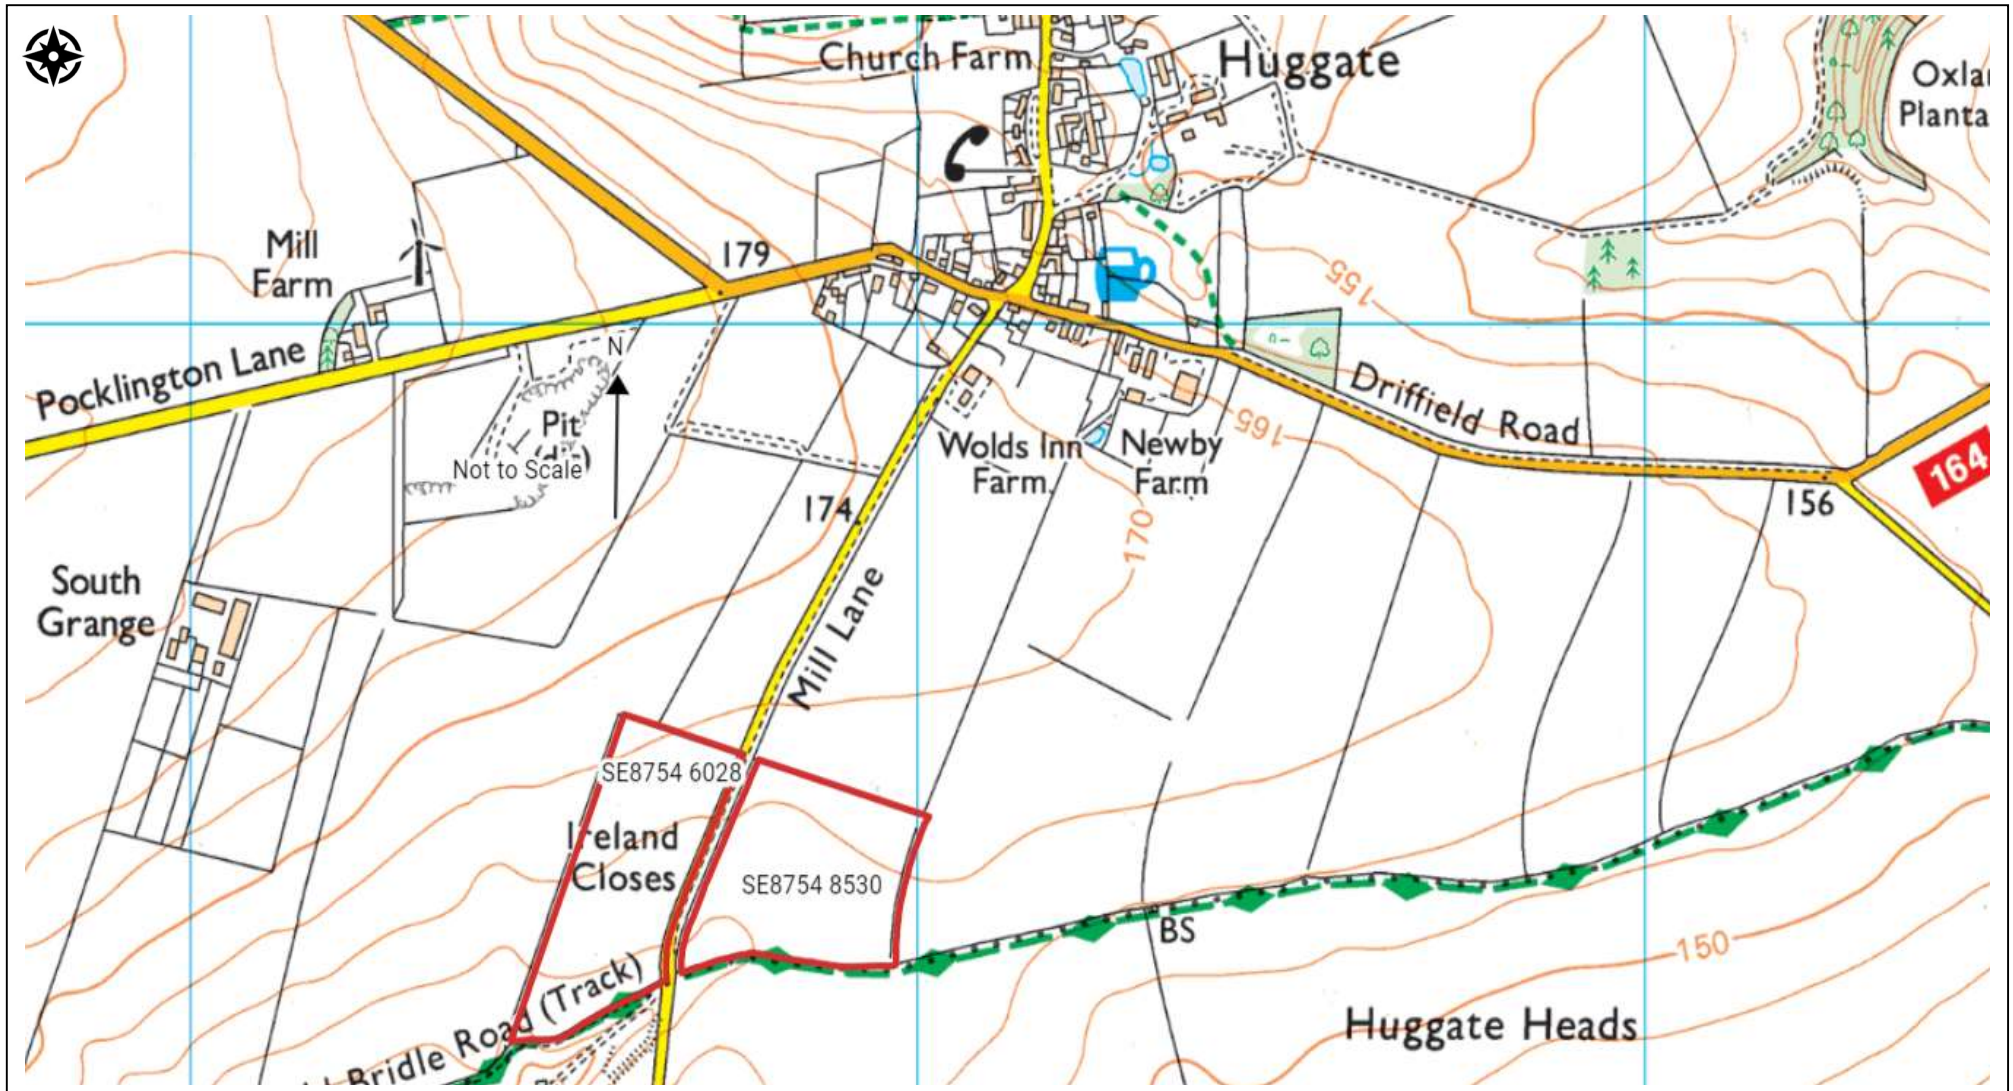 Church Farm
Huggate
Oxla
Planta
Mill
Farm
179
155
Pocklington Lane
N
Pit
Not to Scale
Driffield Road
165
Wolds Inn
Farm
Newby
Farm
164
174
156
170
South
Grange
Mill Lane
SE8754 6028
Ireland
Closes
SE8754 8530
BS
150
Bridle Road (Track)
Huggate Heads